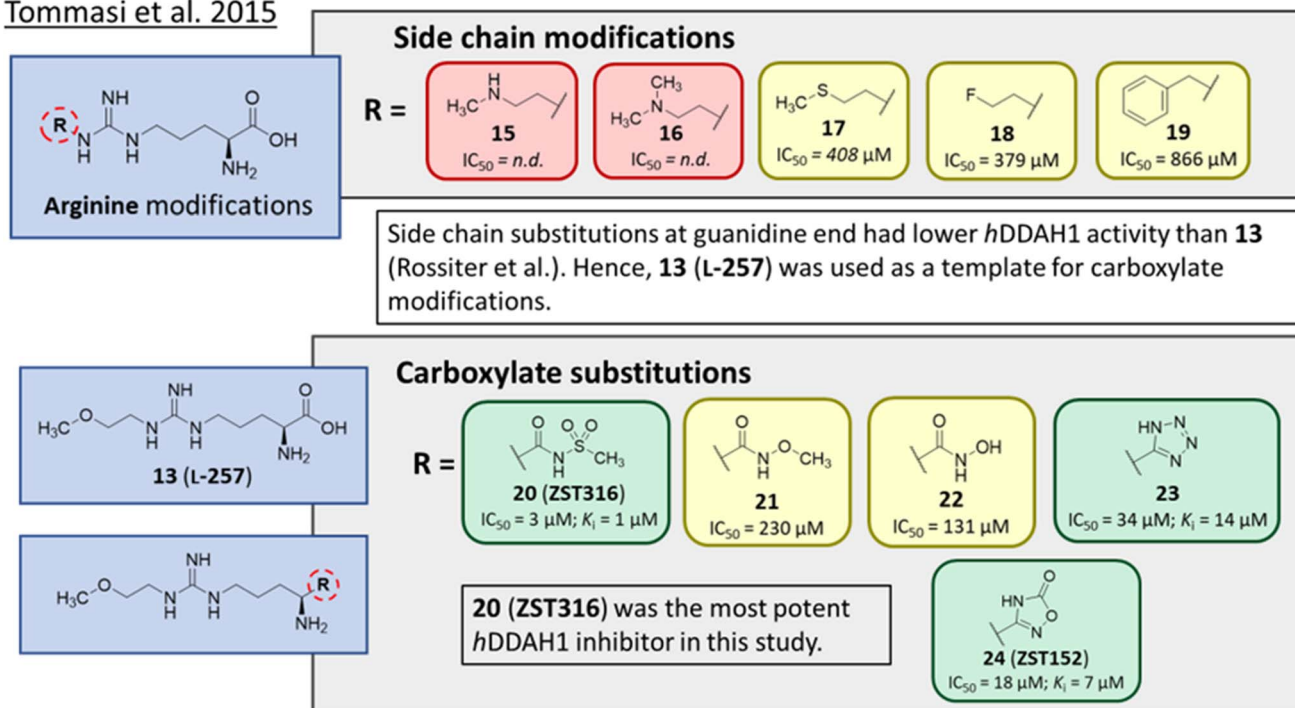 Tommasi et al. 2015
Side chain modifications
R =
H
N
H₃C
15
IC₅₀ = n.d.
CH₃
N
H₃C
16
IC₅₀ = n.d.
H₃C S
17
IC₅₀ = 408 µM
F
18
IC₅₀ = 379 µM
19
IC₅₀ = 866 µM
NH O
R N N OH
H H NH₂
Arginine modifications
Side chain substitutions at guanidine end had lower hDDAH1 activity than 13
(Rossiter et al.). Hence, 13 (L-257) was used as a template for carboxylate
modifications.
Carboxylate substitutions
NH O
H₃C O N N OH
H H NH₂
13 (L-257)
R =
O O O
N S CH₃
H
20 (ZST316)
IC₅₀ = 3 µM; Kᵢ = 1 µM
O
N O CH₃
H
21
IC₅₀ = 230 µM
O
N OH
H
22
IC₅₀ = 131 µM
HN N
N
N
23
IC₅₀ = 34 µM; Kᵢ = 14 µM
NH
H₃C O N N R
H H NH₂
20 (ZST316) was the most potent
hDDAH1 inhibitor in this study.
O
HN O
N
24 (ZST152)
IC₅₀ = 18 µM; Kᵢ = 7 µM